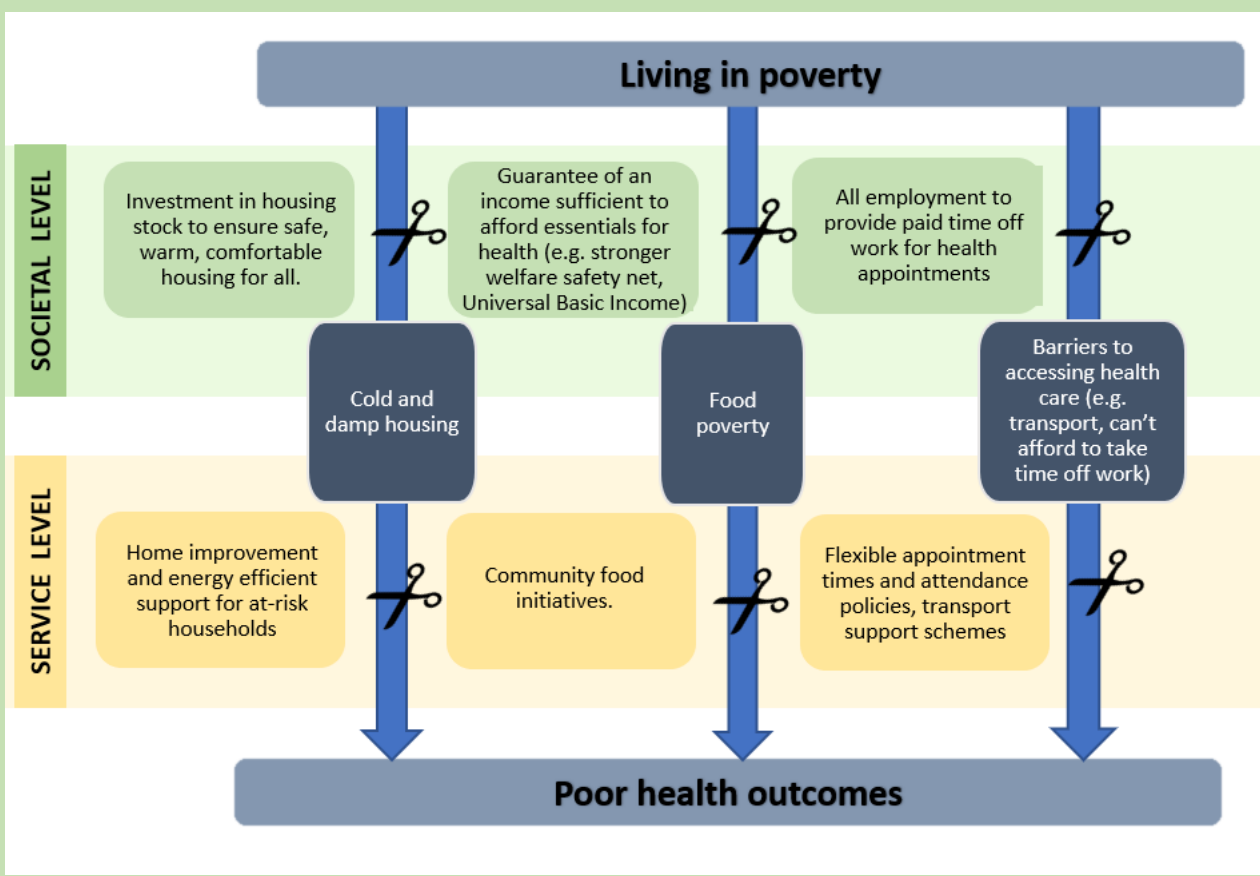 Living in poverty
SOCIETAL LEVEL
Investment in housing
stock to ensure safe,
warm, comfortable
housing for all.
Guarantee of an
income sufficient to
afford essentials for
health (e.g. stronger
welfare safety net,
Universal Basic Income)
All employment to
provide paid time off
work for health
appointments
Cold and
damp housing
Food
poverty
Barriers to
accessing health
care (e.g.
transport, can't
afford to take
time off work)
SERVICE LEVEL
Home improvement
and energy efficient
support for at-risk
households
Community food
initiatives.
Flexible appointment
times and attendance
policies, transport
support schemes
Poor health outcomes